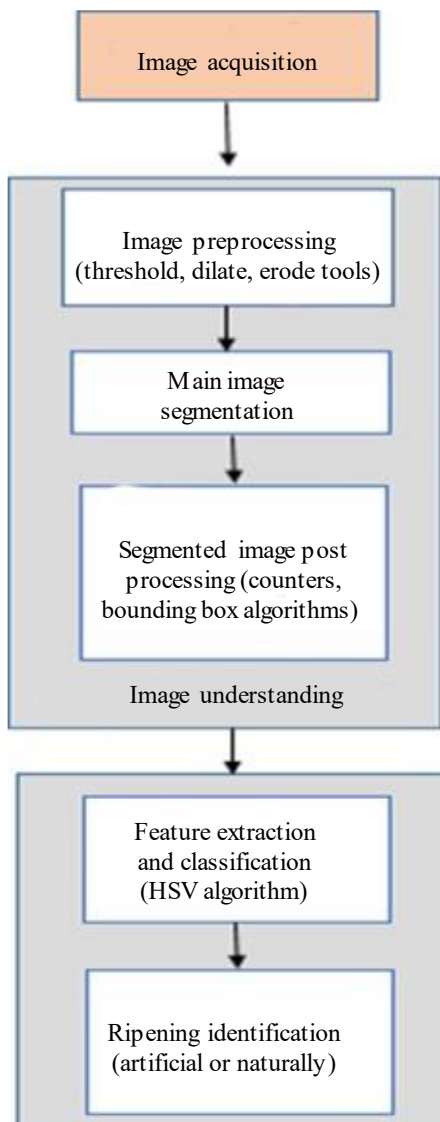 Image acquisition
Image preprocessing
(threshold, dilate, erode tools)
Main image
segmentation
Segmented image post
processing (counters,
bounding box algorithms)
Image understanding
Feature extraction
and classification
(HSV algorithm)
Ripening identification
(artificial or naturally)